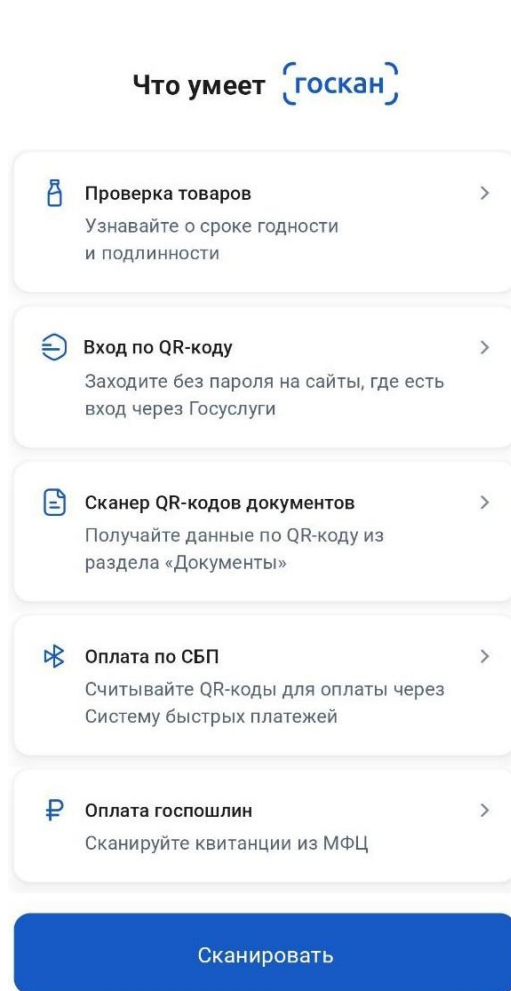 Что умеет госкан
Проверка товаров
Узнавайте о сроке годности
и подлинности
Вход по QR-коду
Заходите без пароля на сайты, где есть
вход через Госуслуги
Сканер QR-кодов документов
Получайте данные по QR-коду из
раздела «Документы»
Оплата по СБП
Считывайте QR-коды для оплаты через
Систему быстрых платежей
Оплата госпошлин
Сканируйте квитанции из МФЦ
Сканировать